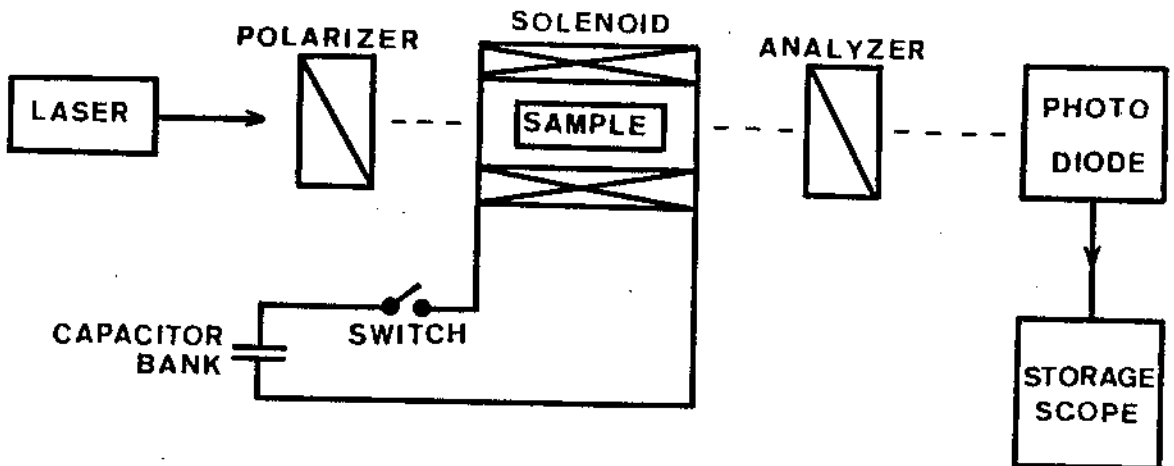 SOLENOID
POLARIZER
ANALYZER
LASER
SAMPLE
PHOTO
DIODE
SWITCH
CAPACITOR
BANK
STORAGE
SCOPE